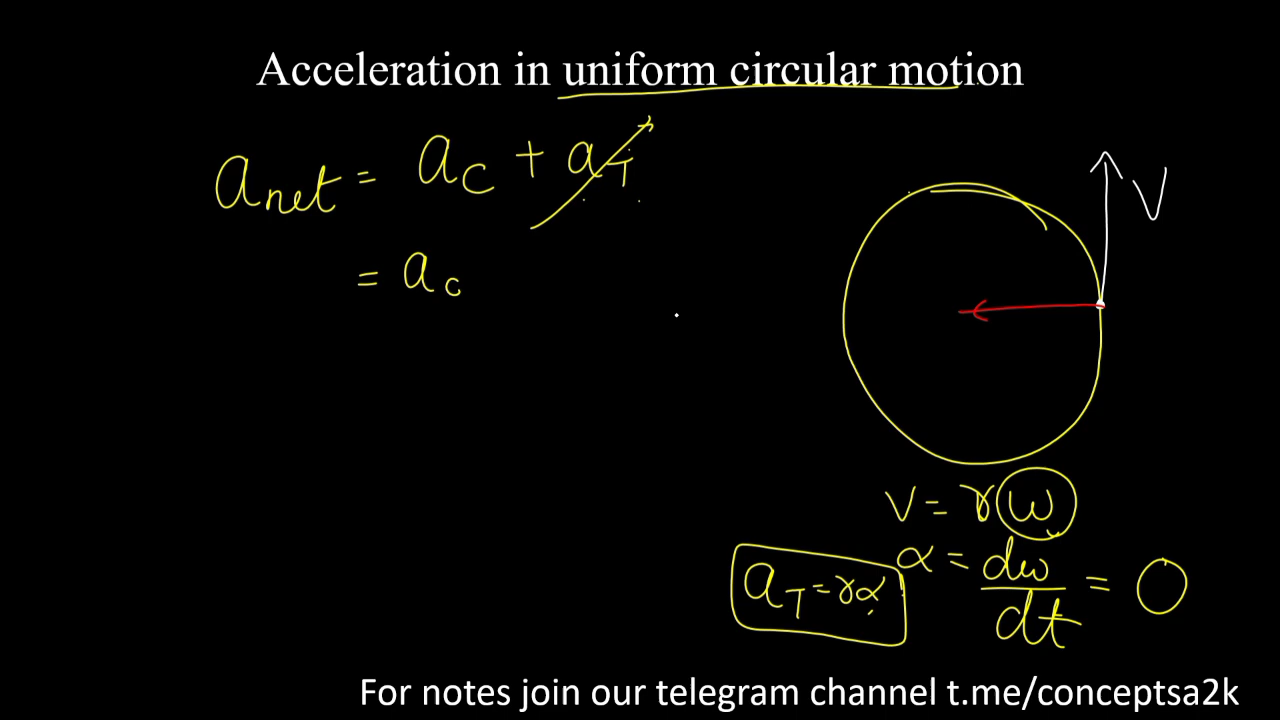 Acceleration in uniform circular motion
a_net = a_C + a_T
= a_c
V
V = r ω
α = dω/dt = 0
a_T = rα
For notes join our telegram channel t.me/conceptsa2k